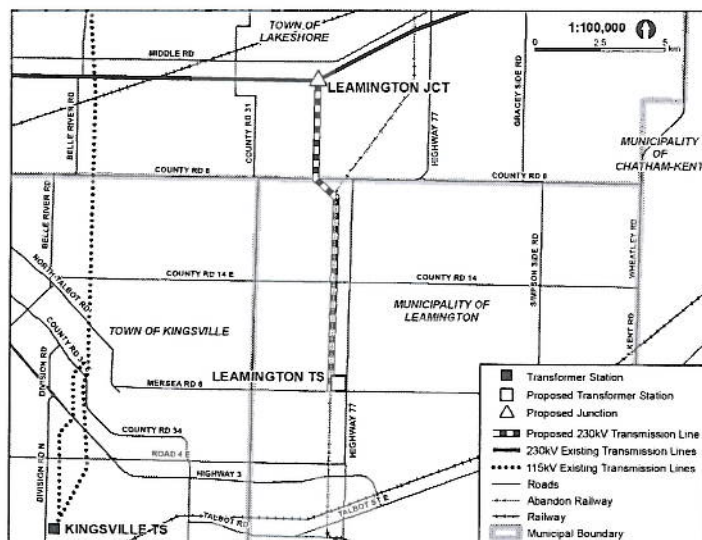 TOWN OF
LAKESHORE
1:100,000
0 2.5 5
km
MIDDLE RD
LEAMINGTON JCT
BELLE RIVER RD
COUNTY RD 31
HIGHWAY 77
GRACEY SIDE RD
MUNICIPALITY
OF
CHATHAM-KENT
COUNTY RD 8
COUNTY RD 8
BELLE RIVER RD
WHEATLEY RD
NORTH TALBOT RD
COUNTY RD 14 E
COUNTY RD 14
SIMPSON SIDE RD
MUNICIPALITY OF
LEAMINGTON
TOWN OF KINGSVILLE
COUNTY RD 34
KENT RD
DIVISION RD
LEAMINGTON TS
MERSEA RD 6
HIGHWAY 77
COUNTY RD 34
ROAD 4 E
HIGHWAY 3
DIVISION RD N
TALBOT RD
TALBOT ST E
KINGSVILLE TS
Transformer Station
Proposed Transformer Station
Proposed Junction
Proposed 230kV Transmission Line
230kV Existing Transmission Lines
115kV Existing Transmission Lines
Roads
Abandon Railway
Railway
Municipal Boundary